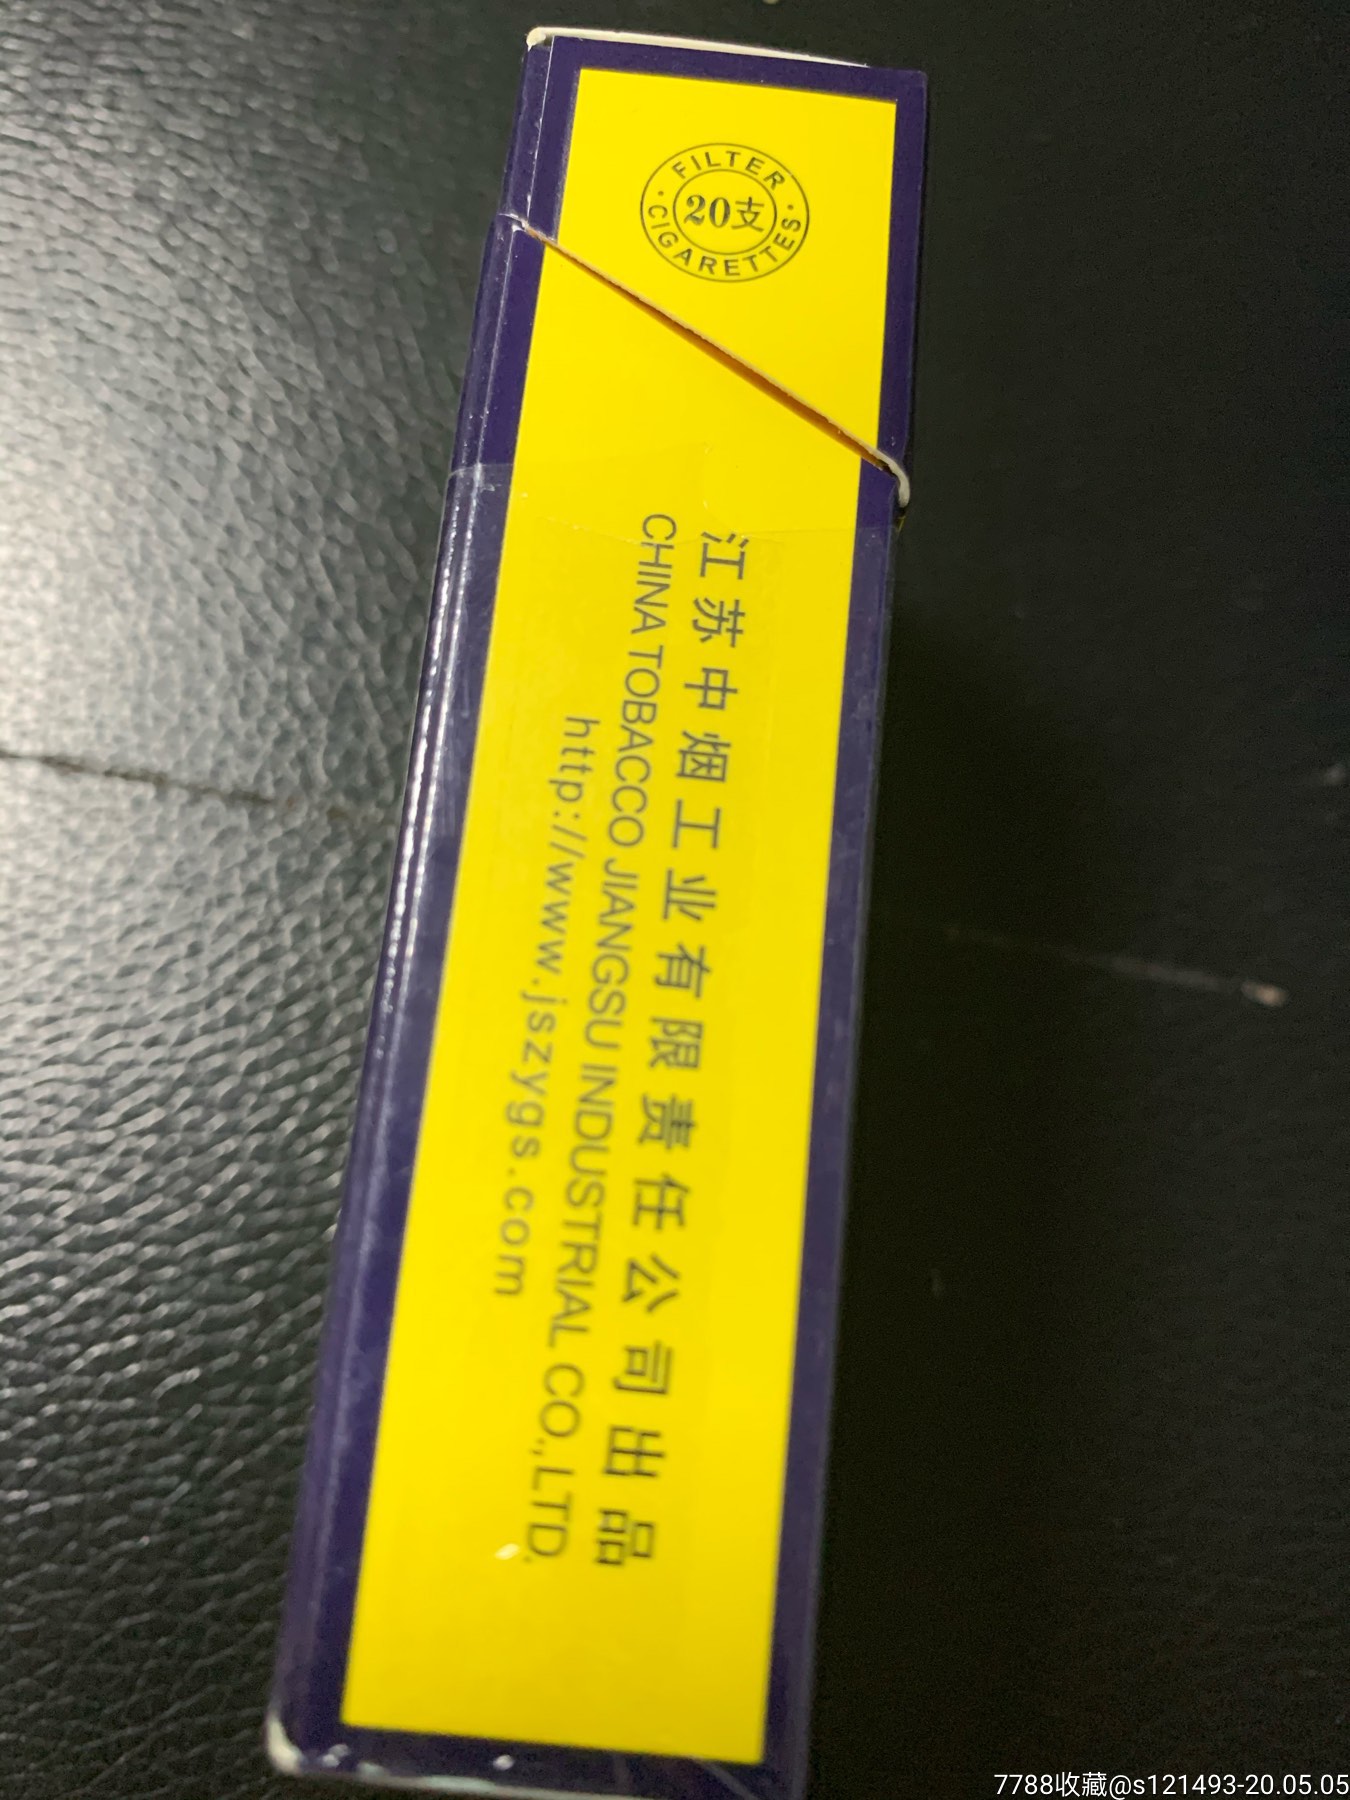 FILTER
20支
CIGARETTES
江苏中烟工业有限责任公司出品
CHINA TOBACCO JIANGSU INDUSTRIAL CO.,LTD.
http://www.jszygs.com
7788收藏@s121493-20.05.05